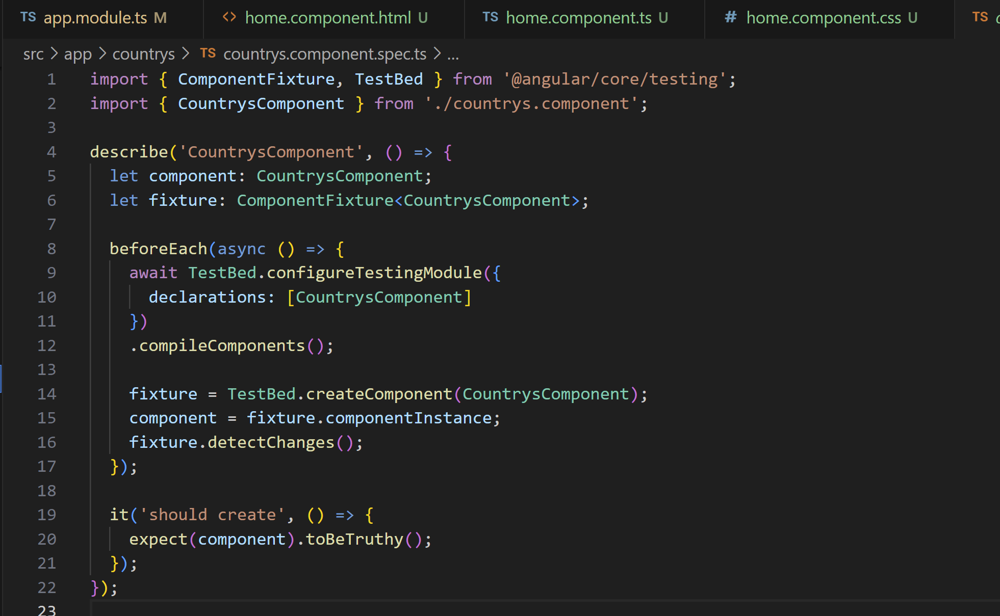 TS app.module.ts M <> home.component.html U TS home.component.ts U # home.component.css U TS
src > app > countrys > TS countrys.component.spec.ts > ...
1 import { ComponentFixture, TestBed } from '@angular/core/testing';
2 import { CountrysComponent } from './countrys.component';
3
4 describe('CountrysComponent', () => {
5   let component: CountrysComponent;
6   let fixture: ComponentFixture<CountrysComponent>;
7
8   beforeEach(async () => {
9     await TestBed.configureTestingModule({
10       declarations: [CountrysComponent]
11     })
12     .compileComponents();
13
14     fixture = TestBed.createComponent(CountrysComponent);
15     component = fixture.componentInstance;
16     fixture.detectChanges();
17   });
18
19   it('should create', () => {
20     expect(component).toBeTruthy();
21   });
22 });
23